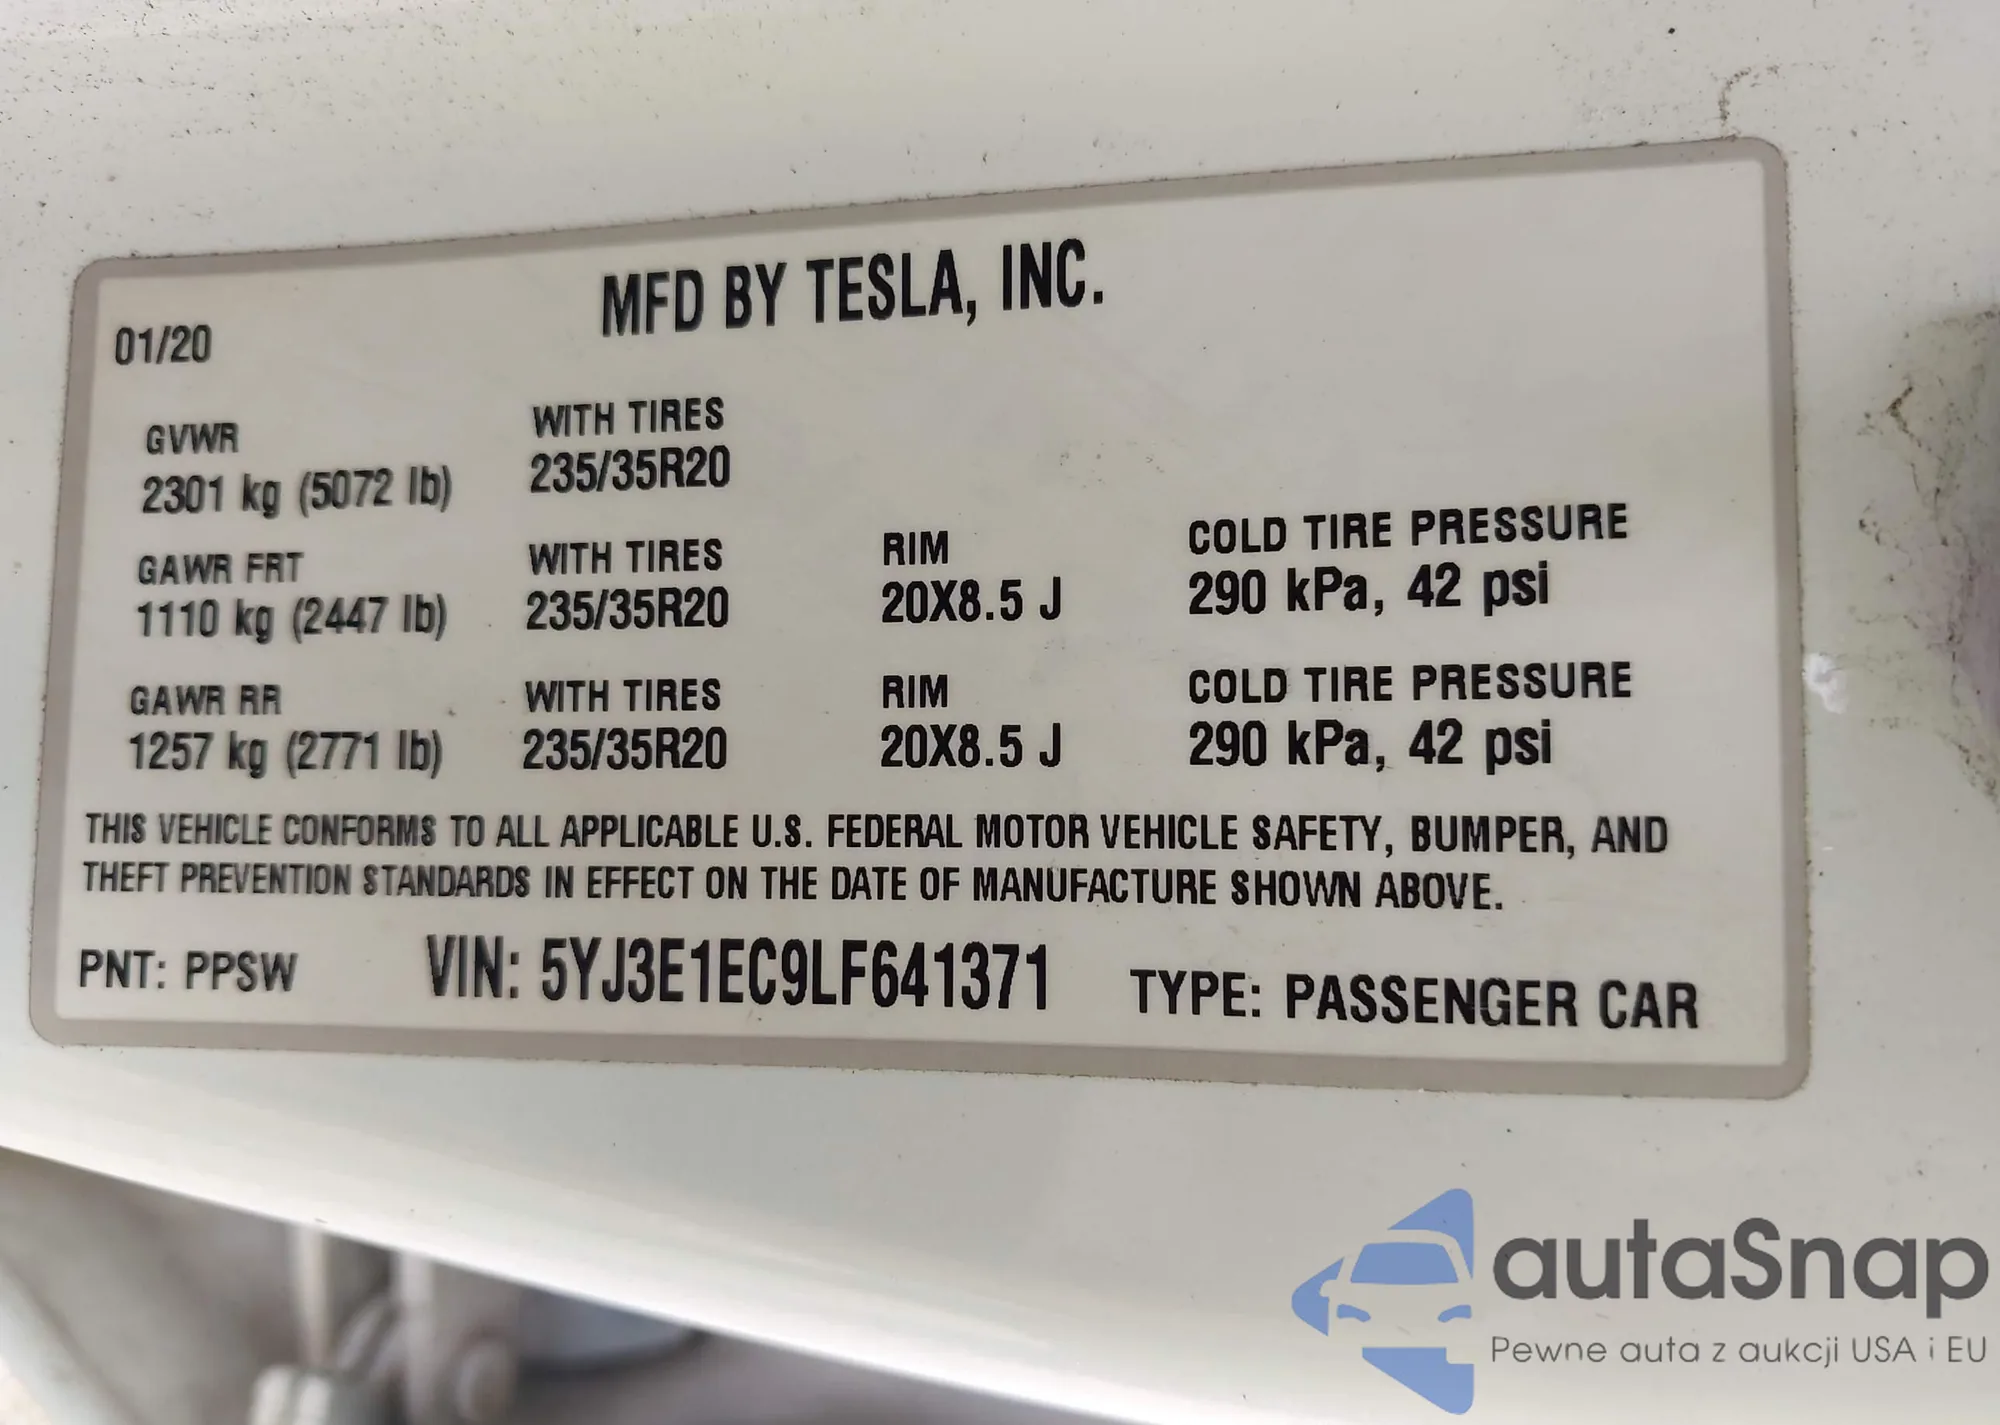 MFD BY TESLA, INC.
01/20
GVWR WITH TIRES
2301 kg (5072 lb) 235/35R20
GAWR FRT WITH TIRES RIM COLD TIRE PRESSURE
1110 kg (2447 lb) 235/35R20 20X8.5 J 290 kPa, 42 psi
GAWR RR WITH TIRES RIM COLD TIRE PRESSURE
1257 kg (2771 lb) 235/35R20 20X8.5 J 290 kPa, 42 psi
THIS VEHICLE CONFORMS TO ALL APPLICABLE U.S. FEDERAL MOTOR VEHICLE SAFETY, BUMPER, AND
THEFT PREVENTION STANDARDS IN EFFECT ON THE DATE OF MANUFACTURE SHOWN ABOVE.
PNT: PPSW VIN: 5YJ3E1EC9LF641371 TYPE: PASSENGER CAR
autaSnap
Pewne auta z aukcji USA i EU